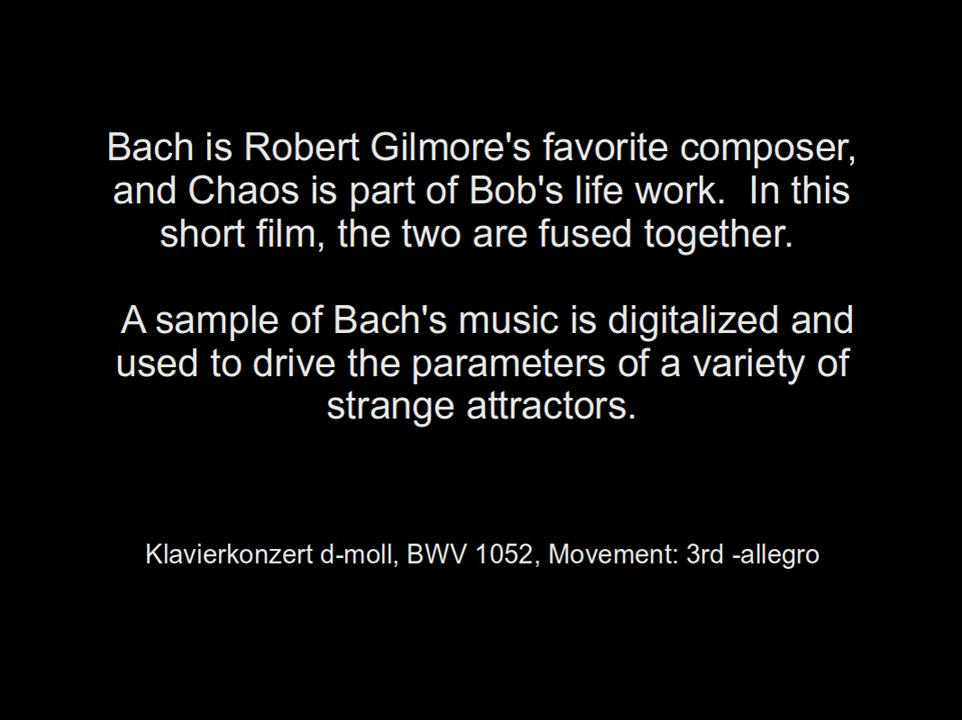 Bach is Robert Gilmore's favorite composer,
and Chaos is part of Bob's life work.  In this
short film, the two are fused together.
A sample of Bach's music is digitalized and
used to drive the parameters of a variety of
strange attractors.
Klavierkonzert d-moll, BWV 1052, Movement: 3rd -allegro